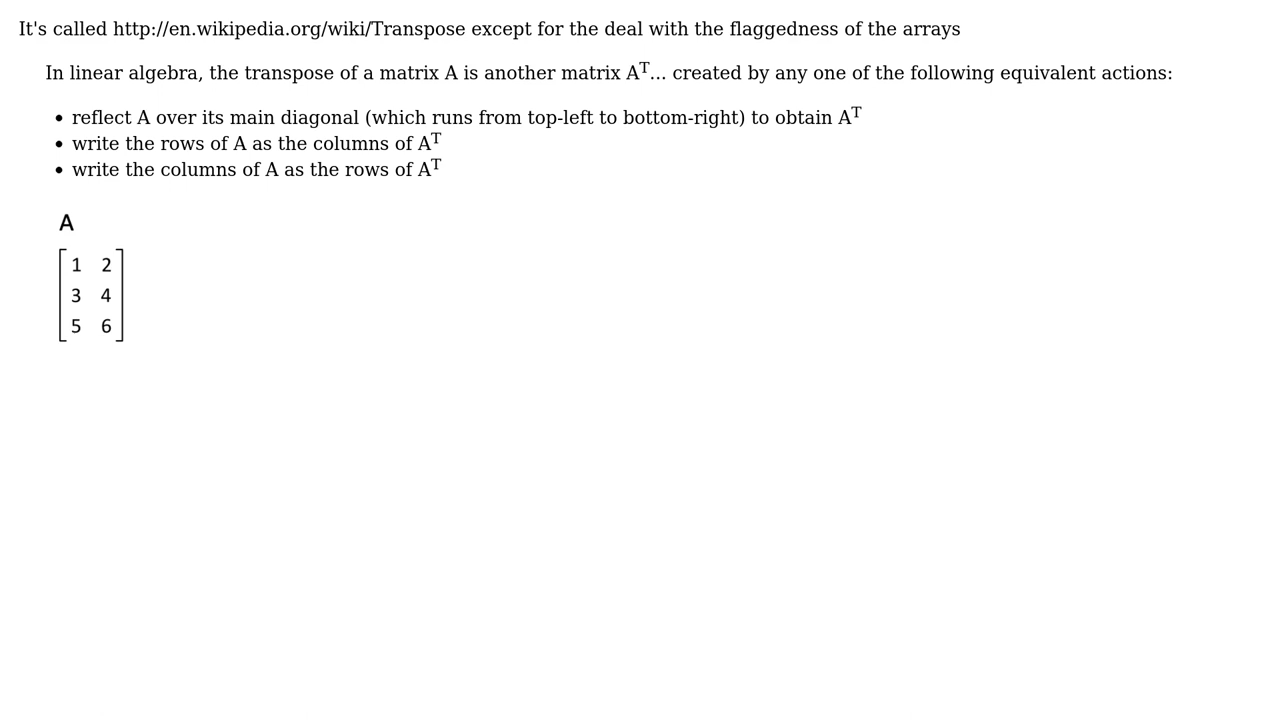 It's called http://en.wikipedia.org/wiki/Transpose except for the deal with the flaggedness of the arrays
In linear algebra, the transpose of a matrix A is another matrix Aᵀ... created by any one of the following equivalent actions:
• reflect A over its main diagonal (which runs from top-left to bottom-right) to obtain Aᵀ
• write the rows of A as the columns of Aᵀ
• write the columns of A as the rows of Aᵀ
A
1 2
3 4
5 6